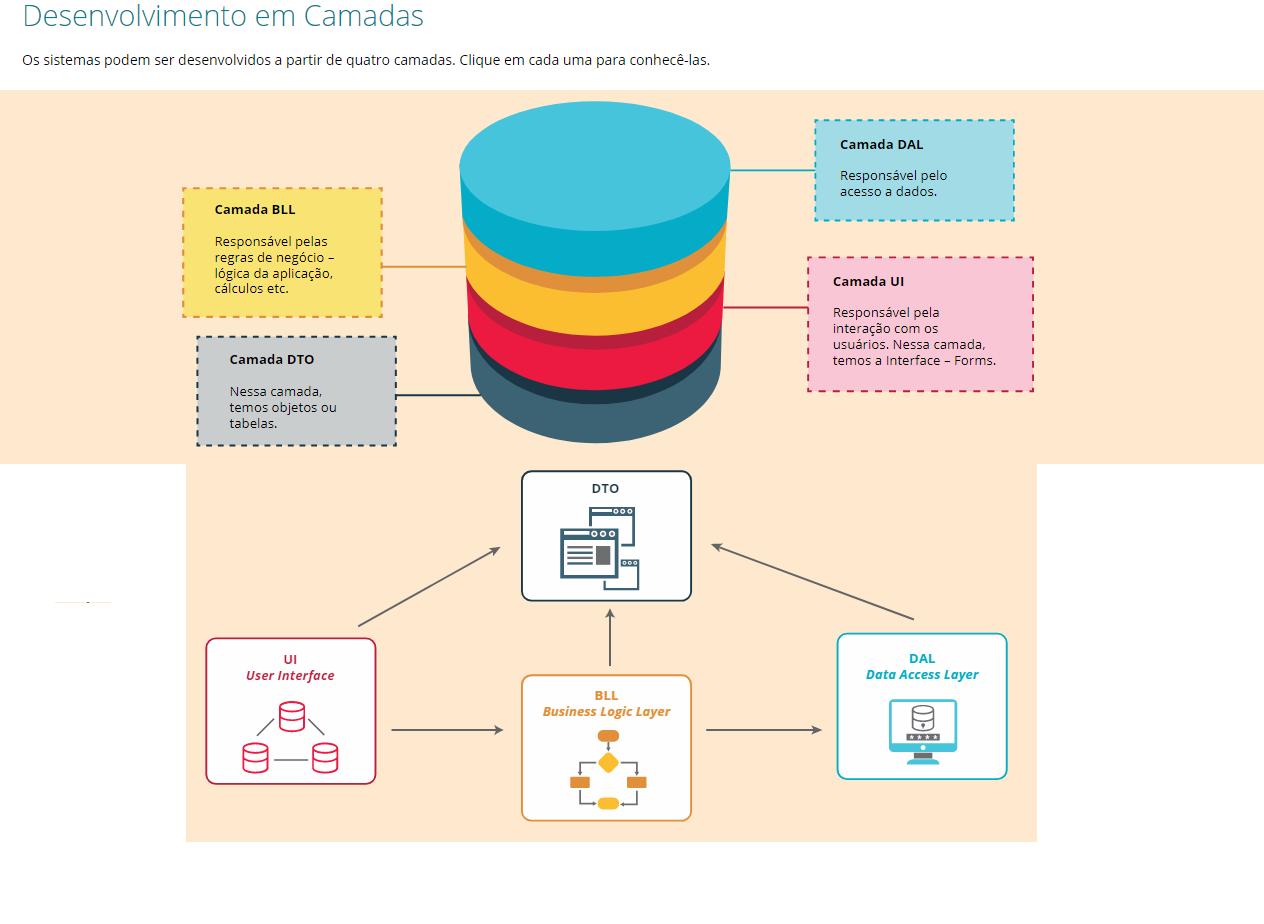 Desenvolvimento em Camadas
Os sistemas podem ser desenvolvidos a partir de quatro camadas. Clique em cada uma para conhecê-las.
Camada DAL
Responsável pelo
acesso a dados.
Camada BLL
Responsável pelas
regras de negócio –
lógica da aplicação,
cálculos etc.
Camada UI
Responsável pela
interação com os
usuários. Nessa camada,
temos a Interface – Forms.
Camada DTO
Nessa camada,
temos objetos ou
tabelas.
DTO
UI
User Interface
BLL
Business Logic Layer
DAL
Data Access Layer